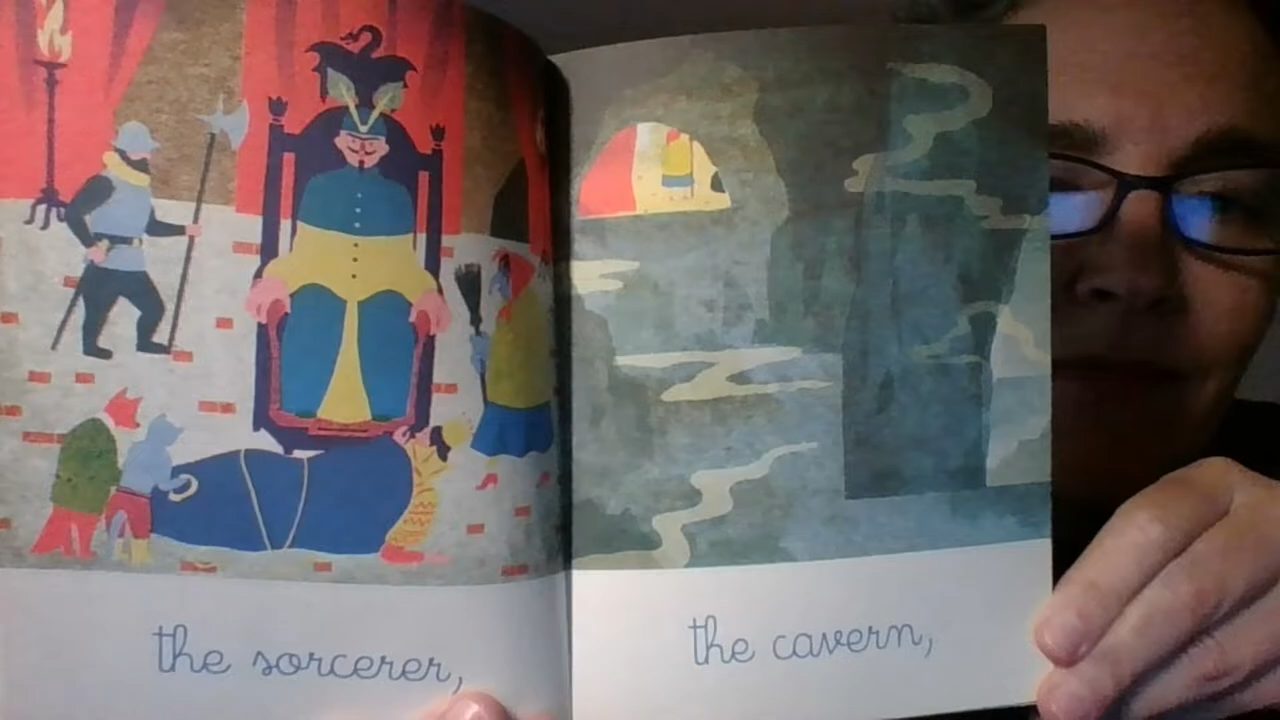 the sorcerer,
the cavern,